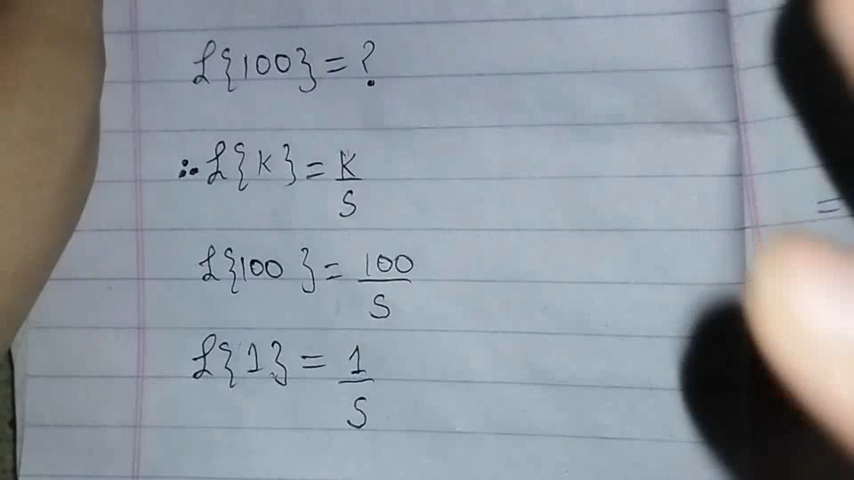 ℒ{100} = ?
∴ ℒ{K} = K/S
ℒ{100} = 100/S
ℒ{1} = 1/S
=